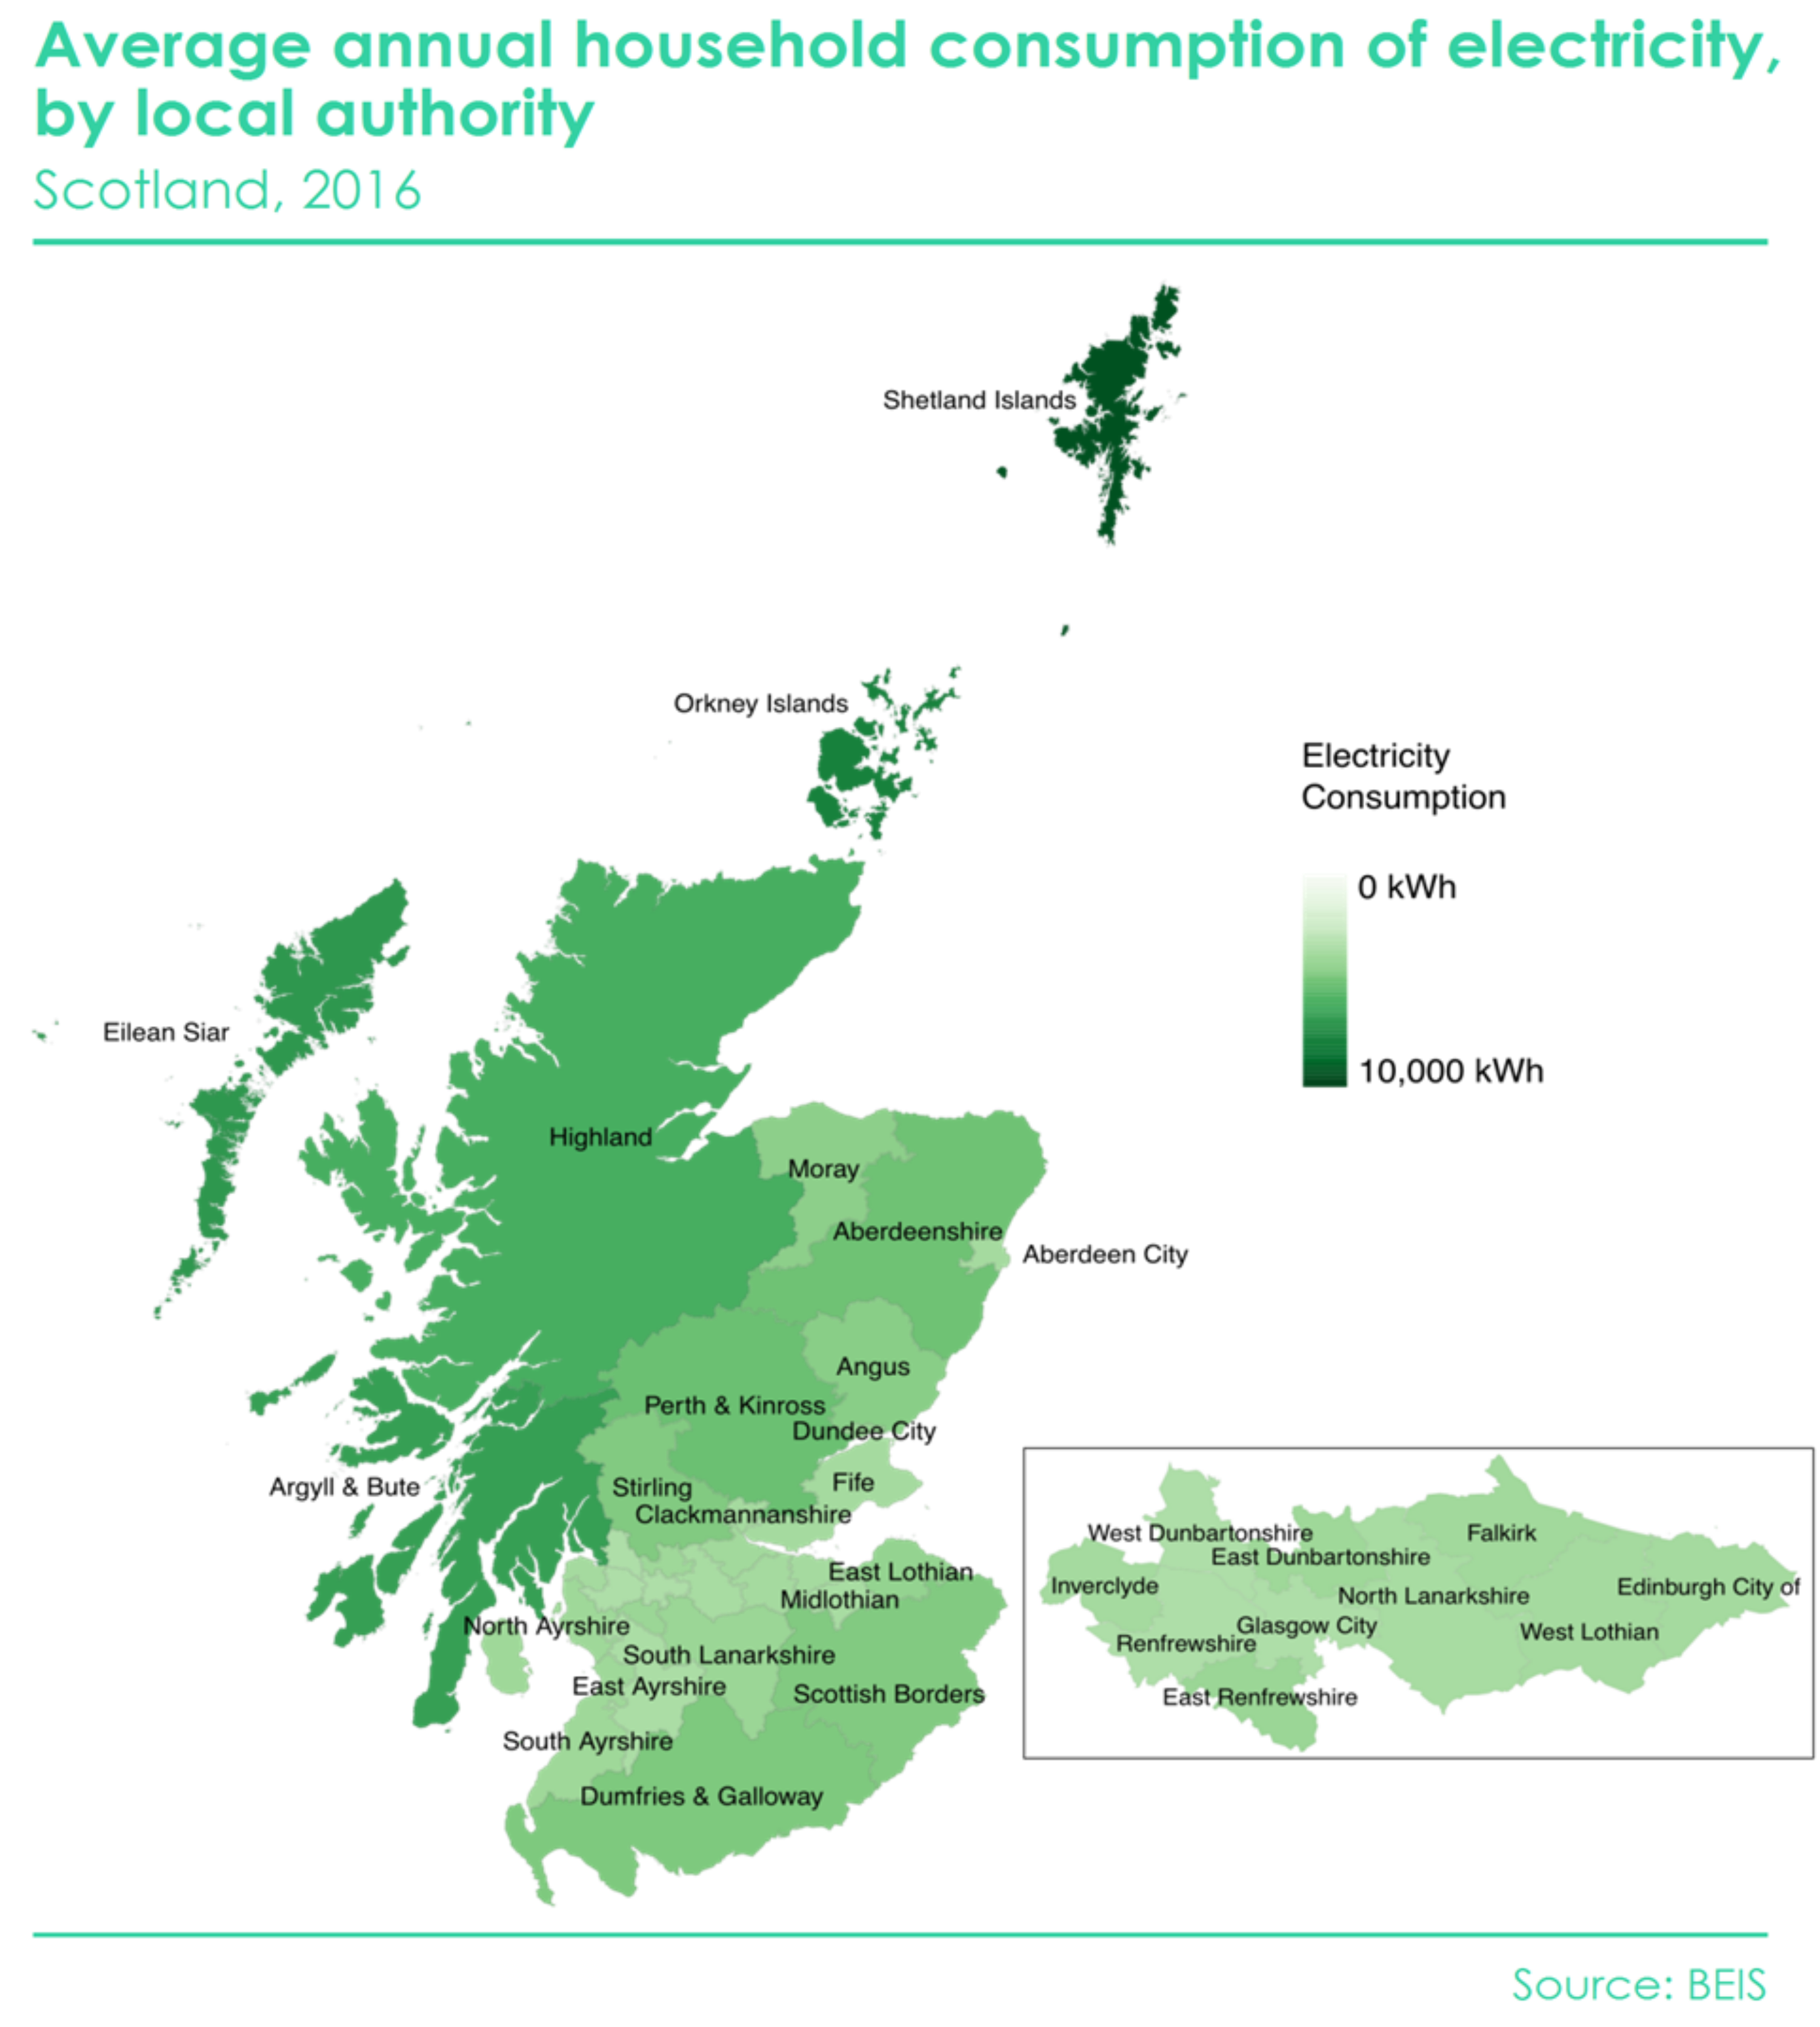 Average annual household consumption of electricity,
by local authority
Scotland, 2016
Shetland Islands
Orkney Islands
Electricity
Consumption
0 kWh
10,000 kWh
Eilean Siar
Highland
Moray
Aberdeenshire
Aberdeen City
Angus
Perth & Kinross
Dundee City
Argyll & Bute
Stirling
Fife
Clackmannanshire
East Lothian
Midlothian
North Ayrshire
South Lanarkshire
East Ayrshire
Scottish Borders
South Ayrshire
Dumfries & Galloway
West Dunbartonshire
Falkirk
East Dunbartonshire
Inverclyde
Edinburgh City of
North Lanarkshire
Glasgow City
West Lothian
Renfrewshire
East Renfrewshire
Source: BEIS